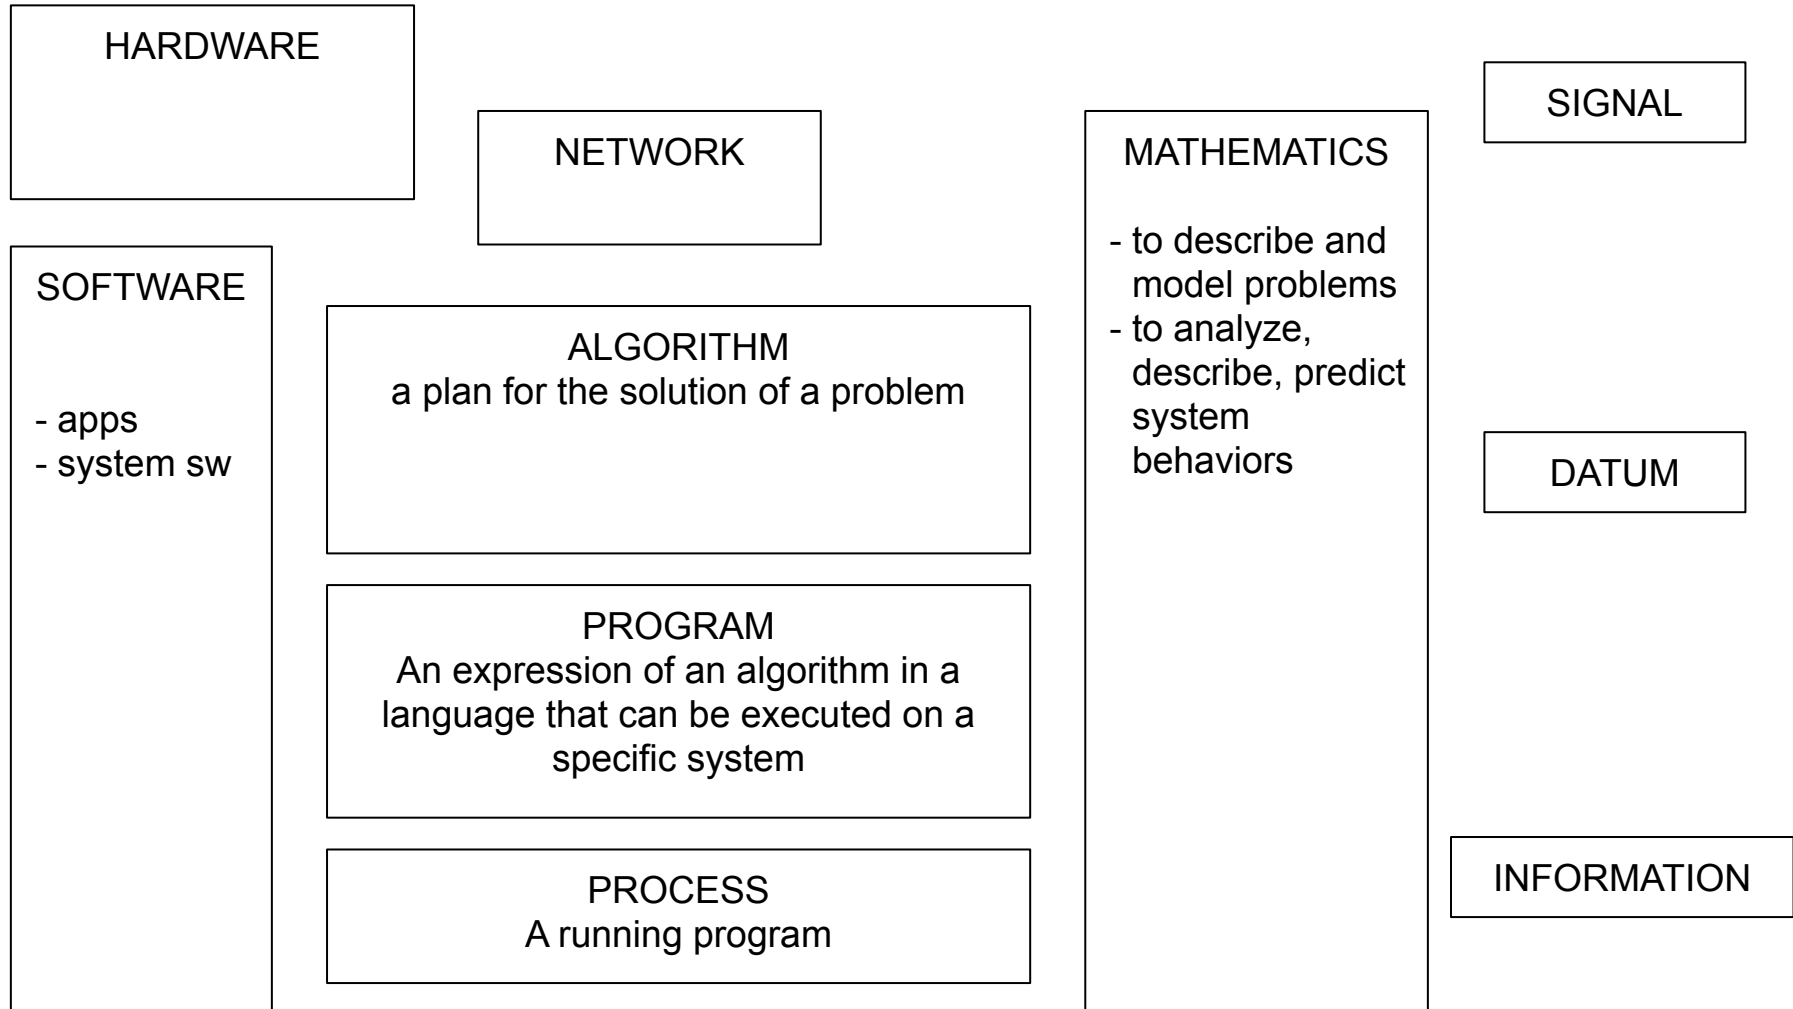 HARDWARE
NETWORK
SOFTWARE
- apps
- system sw
ALGORITHM
a plan for the solution of a problem
PROGRAM
An expression of an algorithm in a
language that can be executed on a
specific system
PROCESS
A running program
MATHEMATICS
- to describe and
model problems
- to analyze,
describe, predict
system
behaviors
SIGNAL
DATUM
INFORMATION